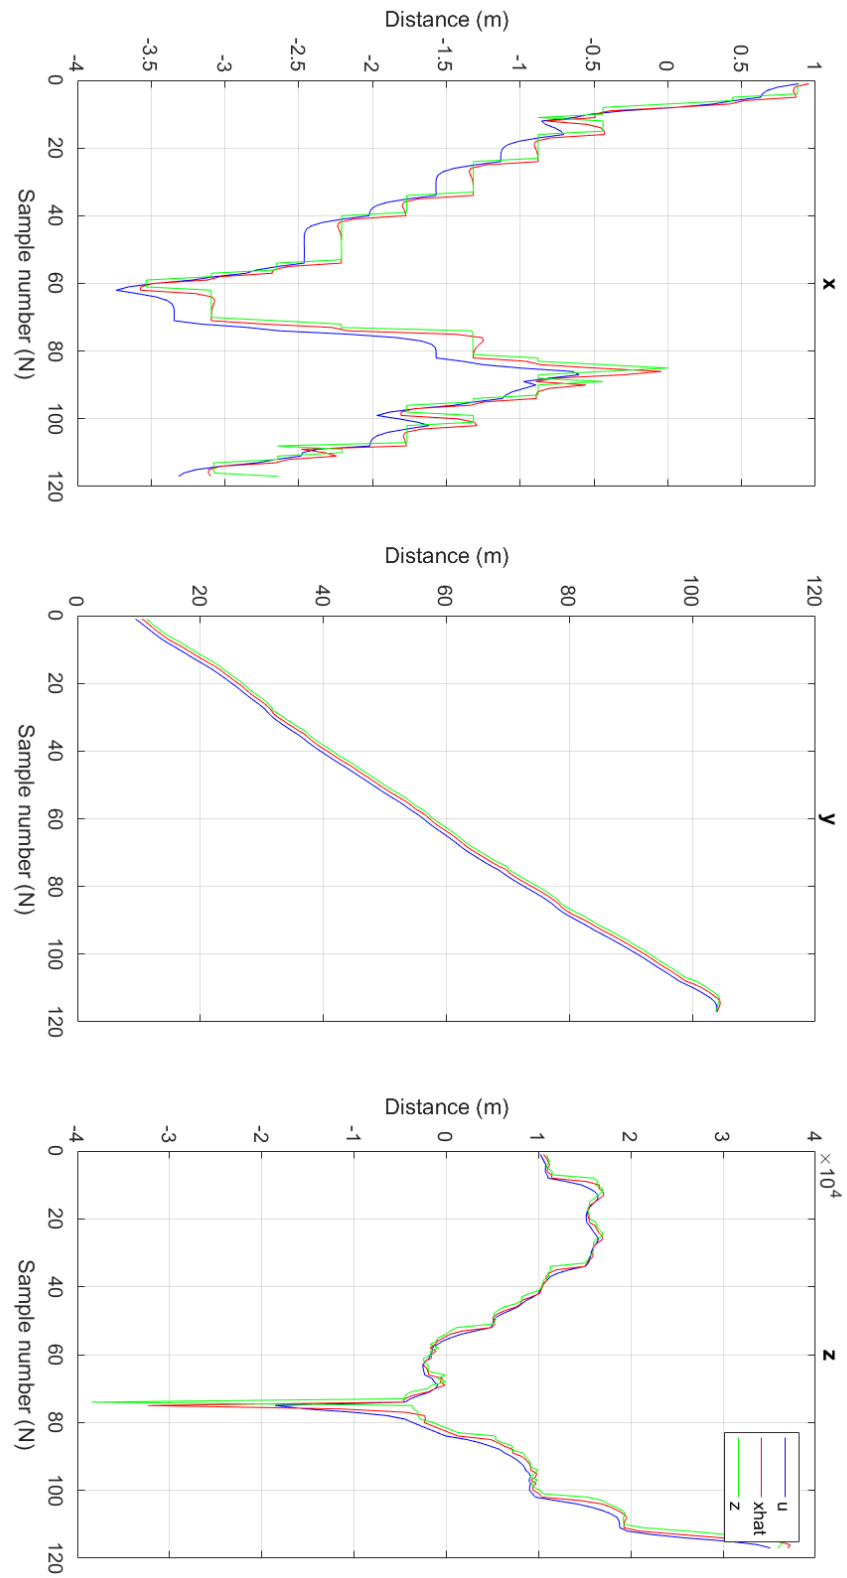 x
Distance (m)
1
0.5
0
-0.5
-1
-1.5
-2
-2.5
-3
-3.5
-4
0 20 40 60 80 100 120
Sample number (N)
y
Distance (m)
120
100
80
60
40
20
0
0 20 40 60 80 100 120
Sample number (N)
z
×10⁴
Distance (m)
4
3
2
1
0
-1
-2
-3
-4
0 20 40 60 80 100 120
Sample number (N)
u
xhat
z